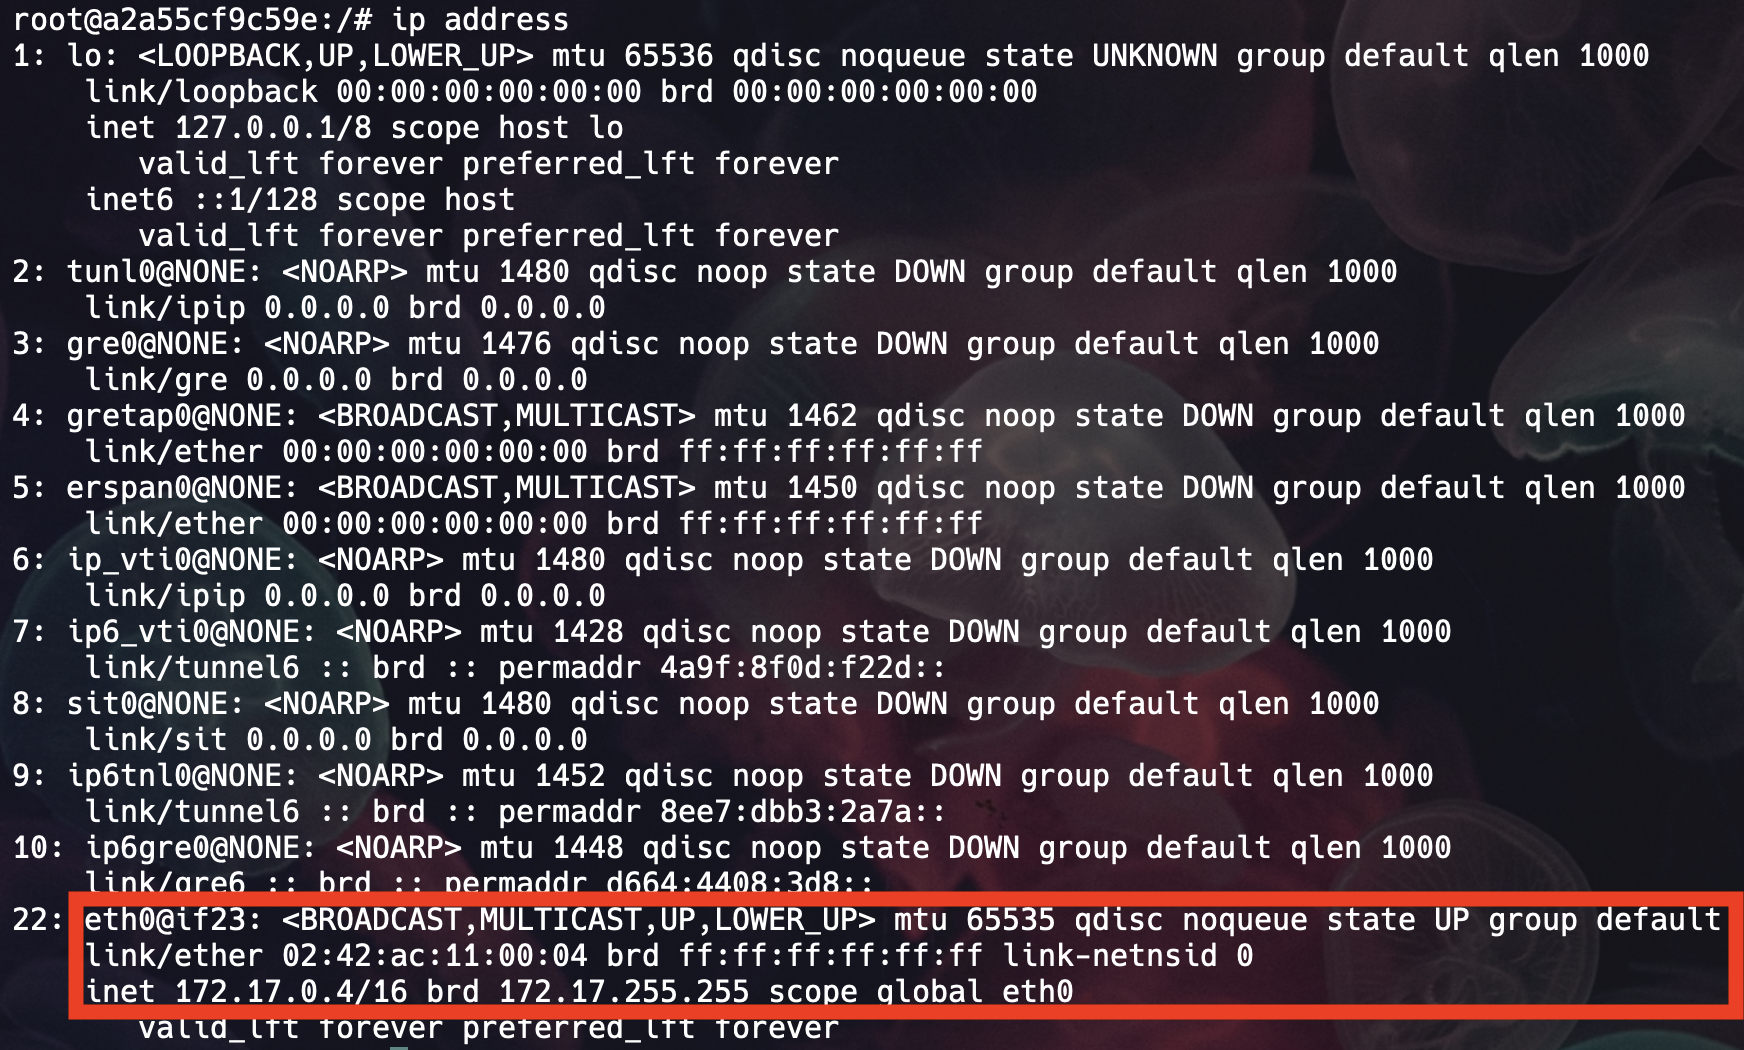 root@a2a55cf9c59e:/# ip address
1: lo: <LOOPBACK,UP,LOWER_UP> mtu 65536 qdisc noqueue state UNKNOWN group default qlen 1000
    link/loopback 00:00:00:00:00:00 brd 00:00:00:00:00:00
    inet 127.0.0.1/8 scope host lo
       valid_lft forever preferred_lft forever
    inet6 ::1/128 scope host
       valid_lft forever preferred_lft forever
2: tunl0@NONE: <NOARP> mtu 1480 qdisc noop state DOWN group default qlen 1000
    link/ipip 0.0.0.0 brd 0.0.0.0
3: gre0@NONE: <NOARP> mtu 1476 qdisc noop state DOWN group default qlen 1000
    link/gre 0.0.0.0 brd 0.0.0.0
4: gretap0@NONE: <BROADCAST,MULTICAST> mtu 1462 qdisc noop state DOWN group default qlen 1000
    link/ether 00:00:00:00:00:00 brd ff:ff:ff:ff:ff:ff
5: erspan0@NONE: <BROADCAST,MULTICAST> mtu 1450 qdisc noop state DOWN group default qlen 1000
    link/ether 00:00:00:00:00:00 brd ff:ff:ff:ff:ff:ff
6: ip_vti0@NONE: <NOARP> mtu 1480 qdisc noop state DOWN group default qlen 1000
    link/ipip 0.0.0.0 brd 0.0.0.0
7: ip6_vti0@NONE: <NOARP> mtu 1428 qdisc noop state DOWN group default qlen 1000
    link/tunnel6 :: brd :: permaddr 4a9f:8f0d:f22d::
8: sit0@NONE: <NOARP> mtu 1480 qdisc noop state DOWN group default qlen 1000
    link/sit 0.0.0.0 brd 0.0.0.0
9: ip6tnl0@NONE: <NOARP> mtu 1452 qdisc noop state DOWN group default qlen 1000
    link/tunnel6 :: brd :: permaddr 8ee7:dbb3:2a7a::
10: ip6gre0@NONE: <NOARP> mtu 1448 qdisc noop state DOWN group default qlen 1000
    link/gre6 :: brd :: permaddr d664:4408:3d8::
22: eth0@if23: <BROADCAST,MULTICAST,UP,LOWER_UP> mtu 65535 qdisc noqueue state UP group default
    link/ether 02:42:ac:11:00:04 brd ff:ff:ff:ff:ff:ff link-netnsid 0
    inet 172.17.0.4/16 brd 172.17.255.255 scope global eth0
       valid_lft forever preferred_lft forever